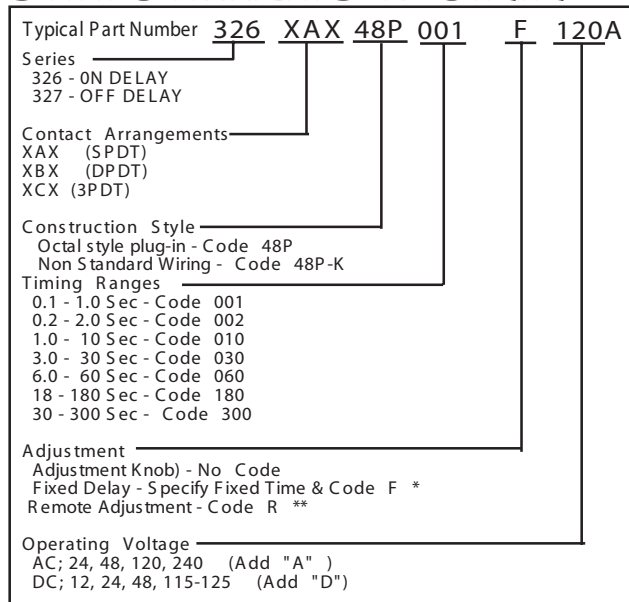 Typical Part Number 326 XAX 48P 001 F 120A
Series
326 - 0N DELAY
327 - OFF DELAY
Contact Arrangements
XAX (SPDT)
XBX (DPDT)
XCX (3PDT)
Construction Style
Octal style plug-in - Code 48P
Non Standard Wiring - Code 48P-K
Timing Ranges
0.1 - 1.0 Sec - Code 001
0.2 - 2.0 Sec - Code 002
1.0 - 10 Sec - Code 010
3.0 - 30 Sec - Code 030
6.0 - 60 Sec - Code 060
18 - 180 Sec - Code 180
30 - 300 Sec - Code 300
Adjustment
Adjustment Knob) - No Code
Fixed Delay - Specify Fixed Time & Code F *
Remote Adjustment - Code R **
Operating Voltage
AC; 24, 48, 120, 240 (Add "A" )
DC; 12, 24, 48, 115-125 (Add "D")